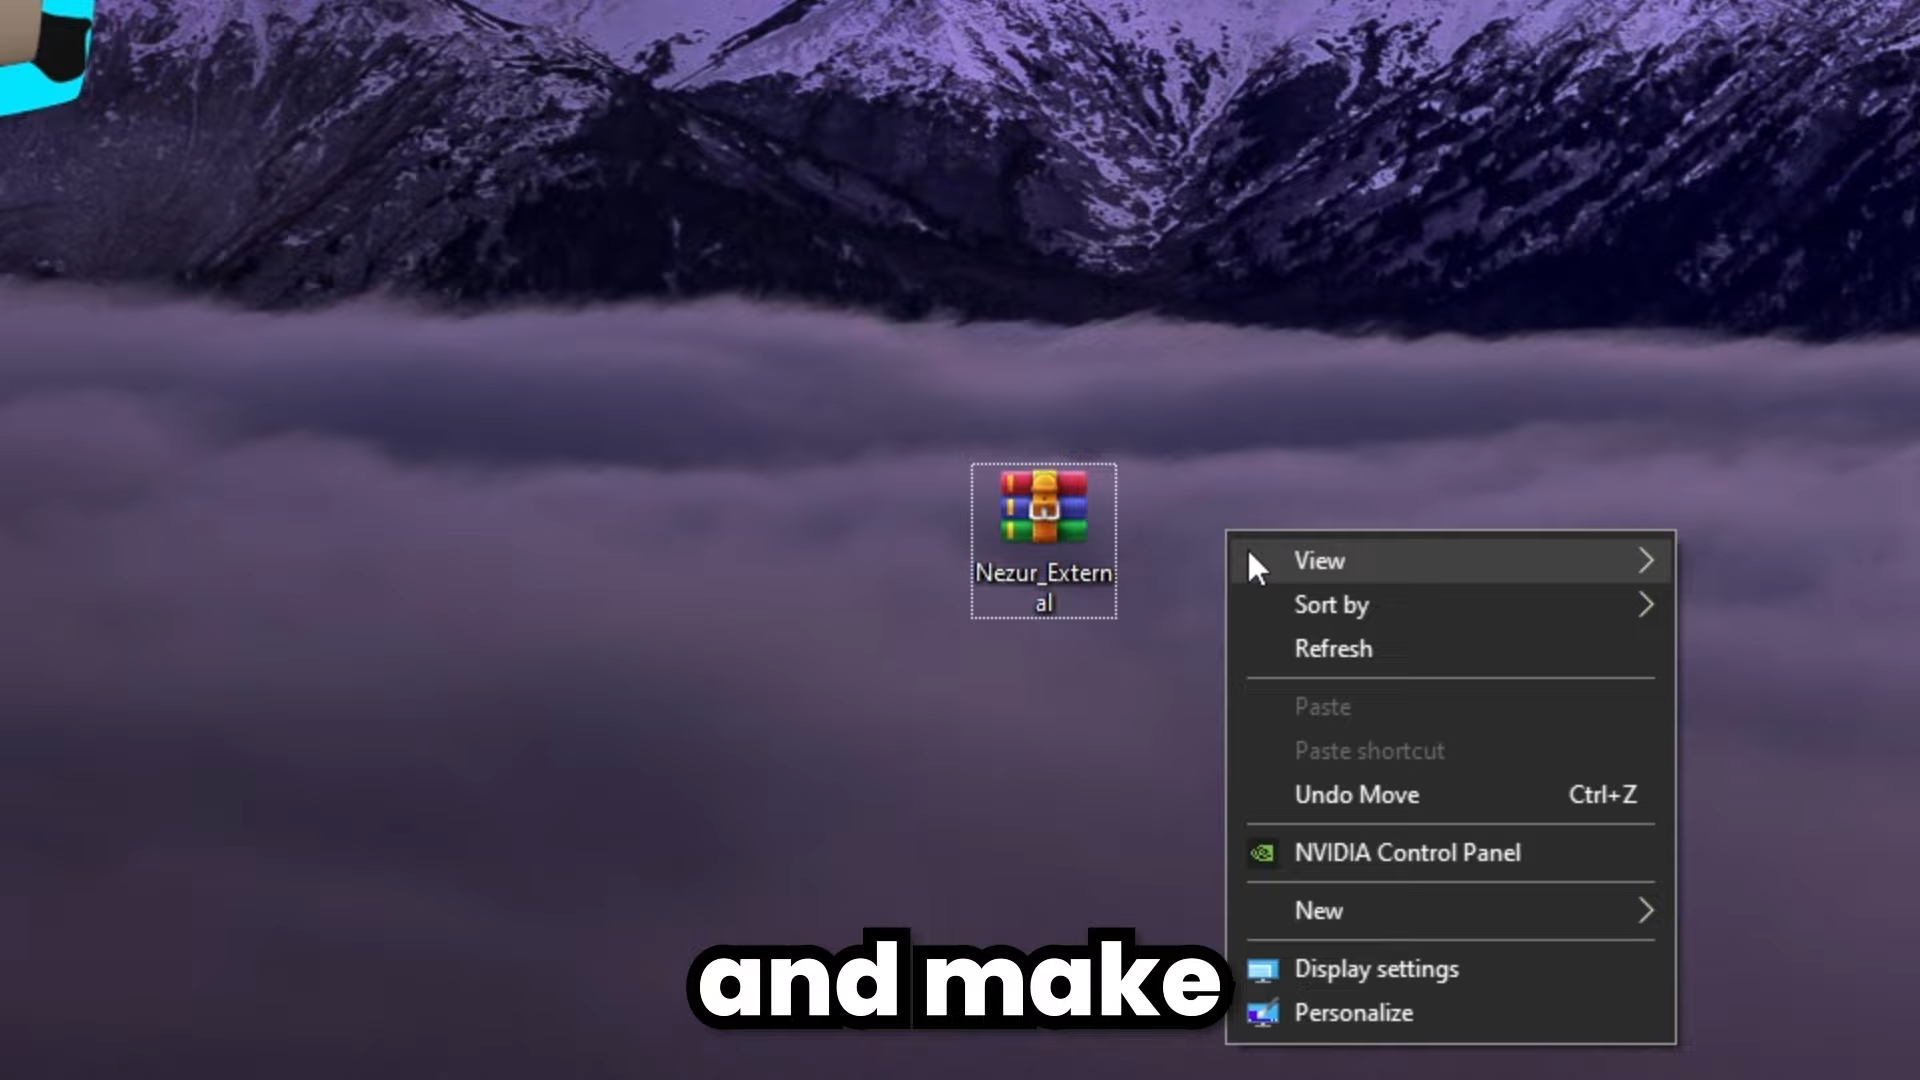 Nezur_Extern
al
View
Sort by
Refresh
Paste
Paste shortcut
Undo Move Ctrl+Z
NVIDIA Control Panel
New
Display settings
Personalize
and make